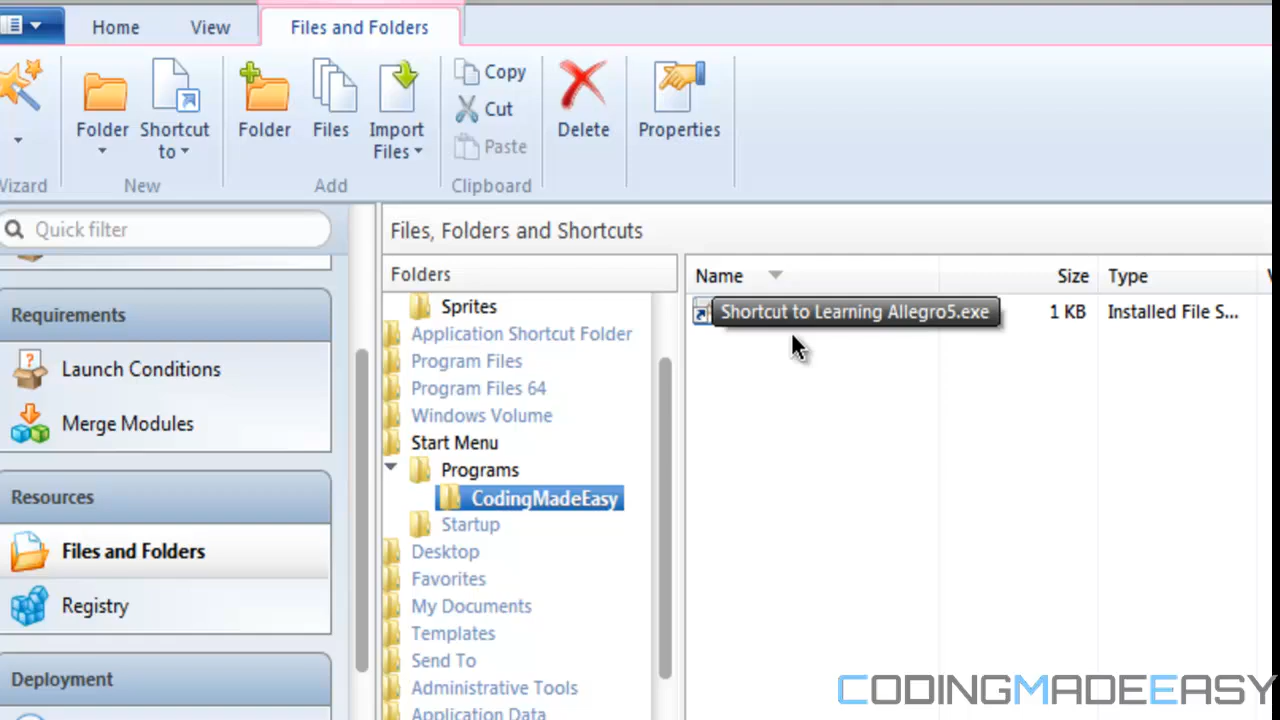 Home View Files and Folders
Copy
Cut
Paste
Folder Shortcut to Folder Files Import Files Delete Properties
Wizard New Add Clipboard
Quick filter
Files, Folders and Shortcuts
Folders
Name Size Type
Sprites
Shortcut to Learning Allegro5.exe 1 KB Installed File S...
Requirements
Launch Conditions
Merge Modules
Resources
Files and Folders
Registry
Deployment
Application Shortcut Folder
Program Files
Program Files 64
Windows Volume
Start Menu
Programs
CodingMadeEasy
Startup
Desktop
Favorites
My Documents
Templates
Send To
Administrative Tools
Application Data
CODINGMADEEASY